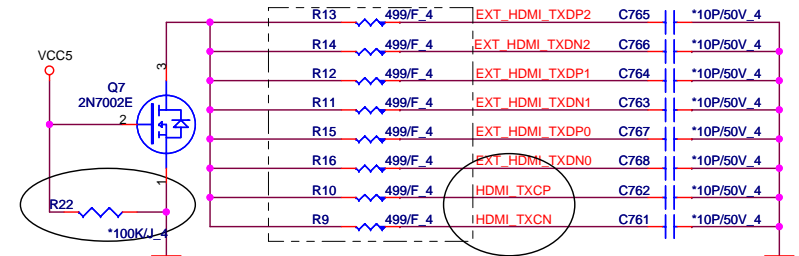 R13 499/F_4 EXT_HDMI_TXDP2 C765 *10P/50V_4
R14 499/F_4 EXT_HDMI_TXDN2 C766 *10P/50V_4
VCC5
3
R12 499/F_4 EXT_HDMI_TXDP1 C764 *10P/50V_4
Q7
2N7002E
R11 499/F_4 EXT_HDMI_TXDN1 C763 *10P/50V_4
2
R15 499/F_4 EXT_HDMI_TXDP0 C767 *10P/50V_4
R16 499/F_4 EXT_HDMI_TXDN0 C768 *10P/50V_4
1
R10 499/F_4 HDMI_TXCP C762 *10P/50V_4
R22
R9 499/F_4 HDMI_TXCN C761 *10P/50V_4
*100K/J_4